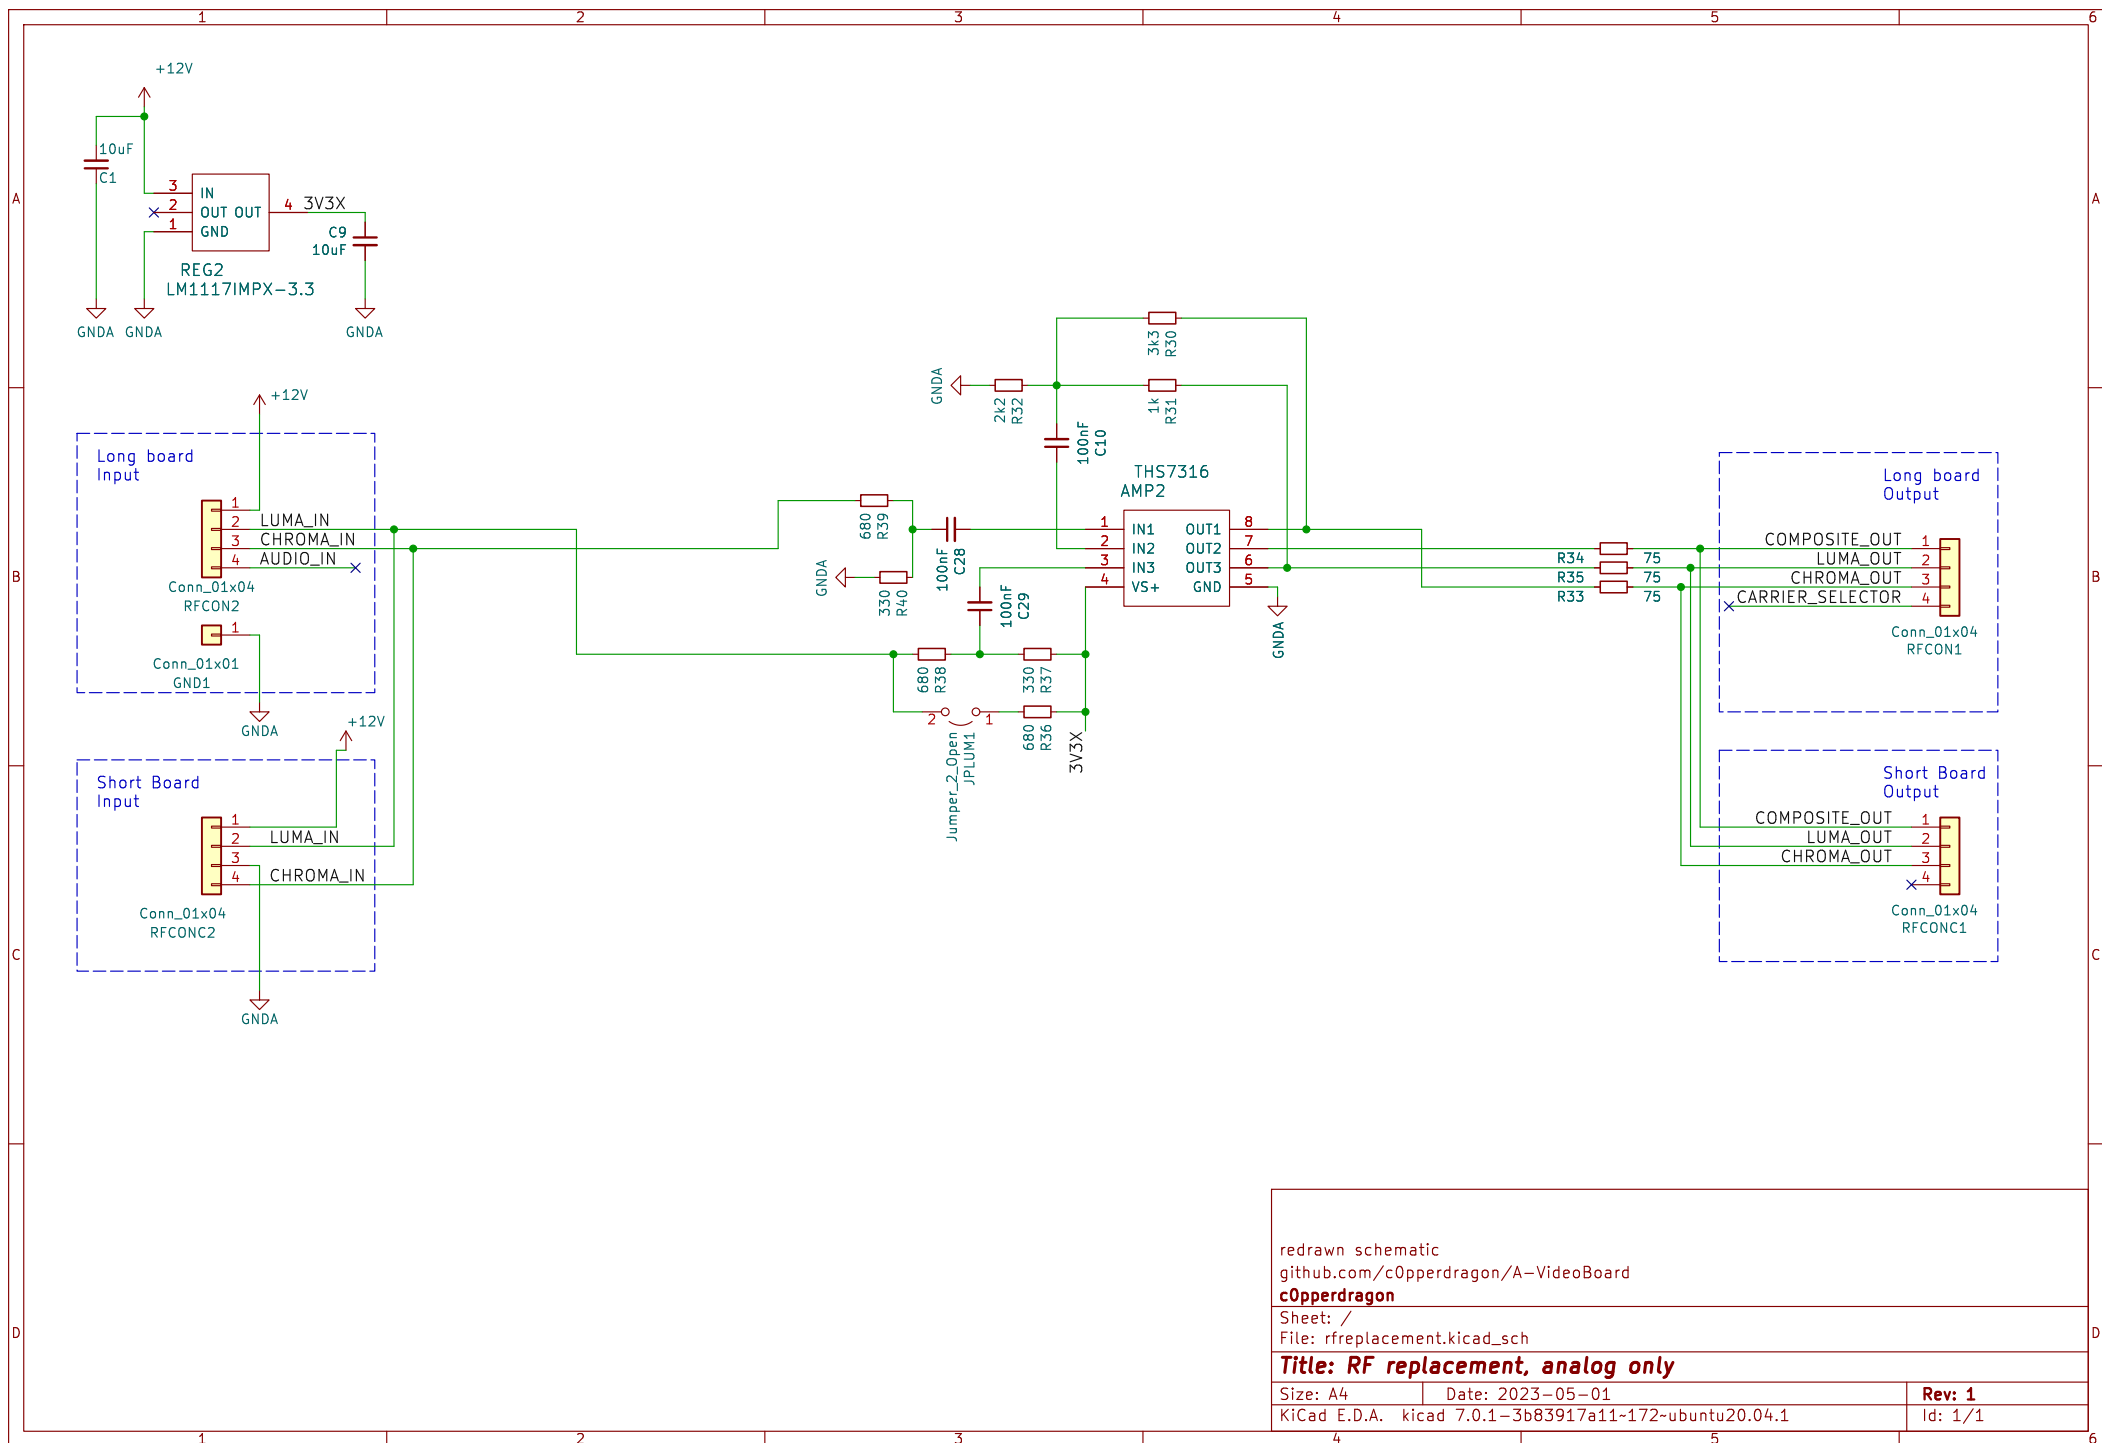 1 2 3 4 5 6
+12V
10uF
C1
3 IN
2 OUT OUT 4 3V3X
1 GND
C9
10uF
REG2
LM1117IMPX-3.3
GNDA GNDA GNDA
A A
+12V
Long board
Input
1
2 LUMA_IN
3 CHROMA_IN
4 AUDIO_IN
Conn_01x04
RFCON2
1
Conn_01x01
GND1
GNDA
+12V
Short Board
Input
1
2 LUMA_IN
3
4 CHROMA_IN
Conn_01x04
RFCONC2
GNDA
3k3
R30
GNDA
2k2
R32
1k
R31
100nF
C10
THS7316
AMP2
680
R39
100nF
C28
GNDA
330
R40
1 IN1 OUT1 8
2 IN2 OUT2 7
3 IN3 OUT3 6
4 VS+ GND 5
100nF
C29
GNDA
680
R38
330
R37
2 1
Jumper_2_Open
JPLUM1
680
R36
3V3X
R34 75
R35 75
R33 75
B B
Long board
Output
COMPOSITE_OUT 1
LUMA_OUT 2
CHROMA_OUT 3
CARRIER_SELECTOR 4
Conn_01x04
RFCON1
Short Board
Output
COMPOSITE_OUT 1
LUMA_OUT 2
CHROMA_OUT 3
4
Conn_01x04
RFCONC1
C C
redrawn schematic
github.com/c0pperdragon/A-VideoBoard
c0pperdragon
Sheet: /
File: rfreplacement.kicad_sch
Title: RF replacement, analog only
Size: A4 Date: 2023-05-01 Rev: 1
KiCad E.D.A. kicad 7.0.1-3b83917a11~172~ubuntu20.04.1 Id: 1/1
D D
1 2 3 4 5 6